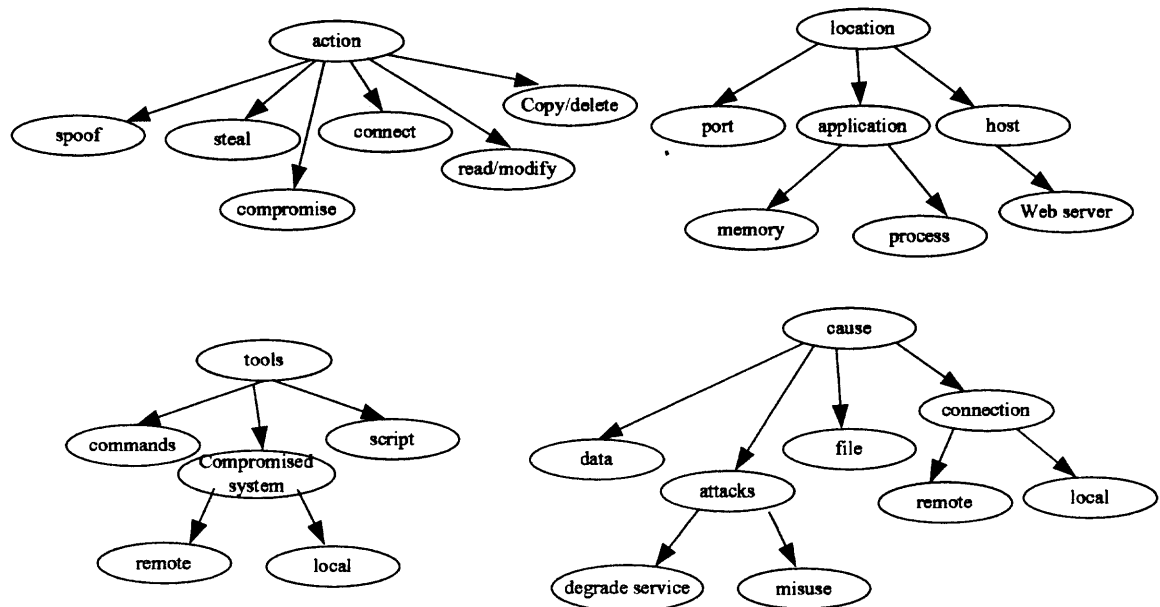 action
spoof
steal
connect
Copy/delete
read/modify
compromise
location
port
application
host
memory
process
Web server
tools
commands
Compromised
system
script
remote
local
cause
data
attacks
file
connection
remote
local
degrade service
misuse